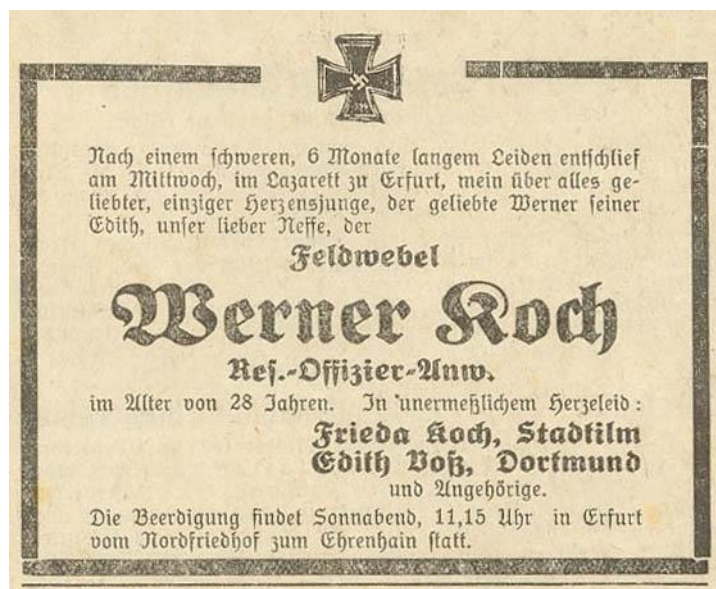 Nach einem schweren, 6 Monate langem Leiden entschlief
am Mittwoch, im Lazarett zu Erfurt, mein über alles ge-
liebter, einziger Herzensjunge, der geliebte Werner seiner
Edith, unser lieber Neffe, der
Feldwebel
Werner Koch
Res.-Offizier-Anw.
im Alter von 28 Jahren. In unermeßlichem Herzeleid:
Frieda Koch, Stadtilm
Edith Voß, Dortmund
und Angehörige.
Die Beerdigung findet Sonnabend, 11,15 Uhr in Erfurt
vom Nordfriedhof zum Ehrenhain statt.